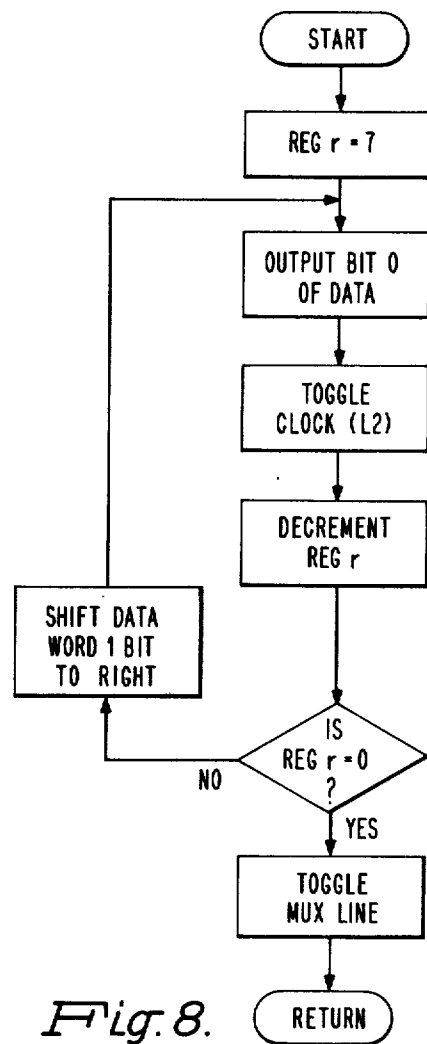 START
REG r = 7
OUTPUT BIT 0
OF DATA
TOGGLE
CLOCK (L2)
DECREMENT
REG r
SHIFT DATA
WORD 1 BIT
TO RIGHT
IS
REG r = 0
?
NO
YES
TOGGLE
MUX LINE
RETURN
Fig. 8.